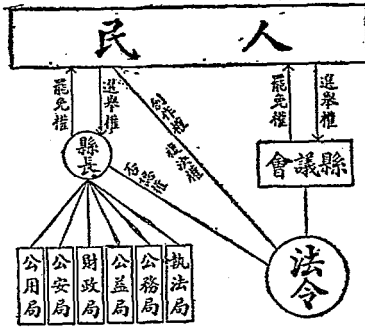 人民
選舉權
罷免權
選舉權
罷免權
創制權
複決權
否認權
縣議會
縣長
法令
執法局
公務局
公益局
財政局
公安局
公用局